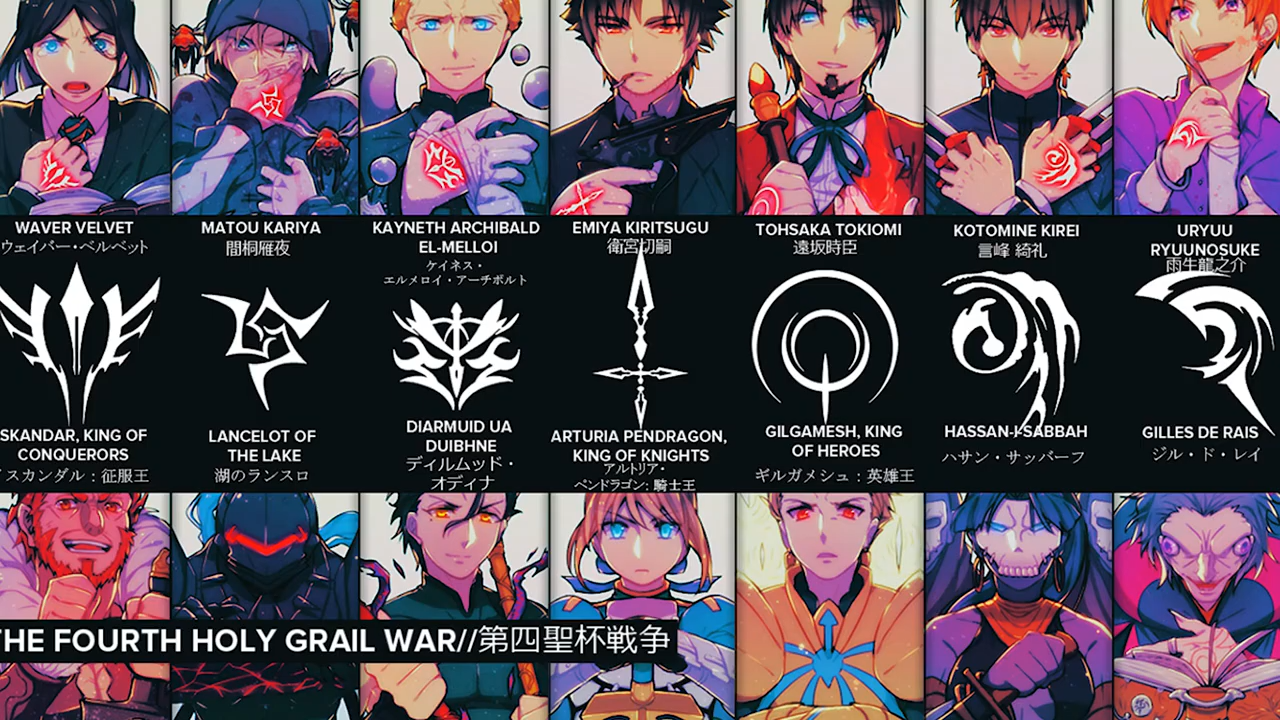 WAVER VELVET
ウェイバー・ベルベット
MATOU KARIYA
間桐雁夜
KAYNETH ARCHIBALD
EL-MELLOI
ケイネス・
エルメロイ・アーチボルト
EMIYA KIRITSUGU
衛宮切嗣
TOHSAKA TOKIOMI
遠坂時臣
KOTOMINE KIREI
言峰 綺礼
URYUU
RYUUNOSUKE
雨生龍之介
SKANDAR, KING OF
CONQUERORS
イスカンダル：征服王
LANCELOT OF
THE LAKE
湖のランスロ
DIARMUID UA
DUIBHNE
ディルムッド・
オディナ
ARTURIA PENDRAGON,
KING OF KNIGHTS
アルトリア・
ペンドラゴン: 騎士王
GILGAMESH, KING
OF HEROES
ギルガメシュ：英雄王
HASSAN-I-SABBAH
ハサン・サッバーフ
GILLES DE RAIS
ジル・ド・レイ
THE FOURTH HOLY GRAIL WAR//第四聖杯戦争